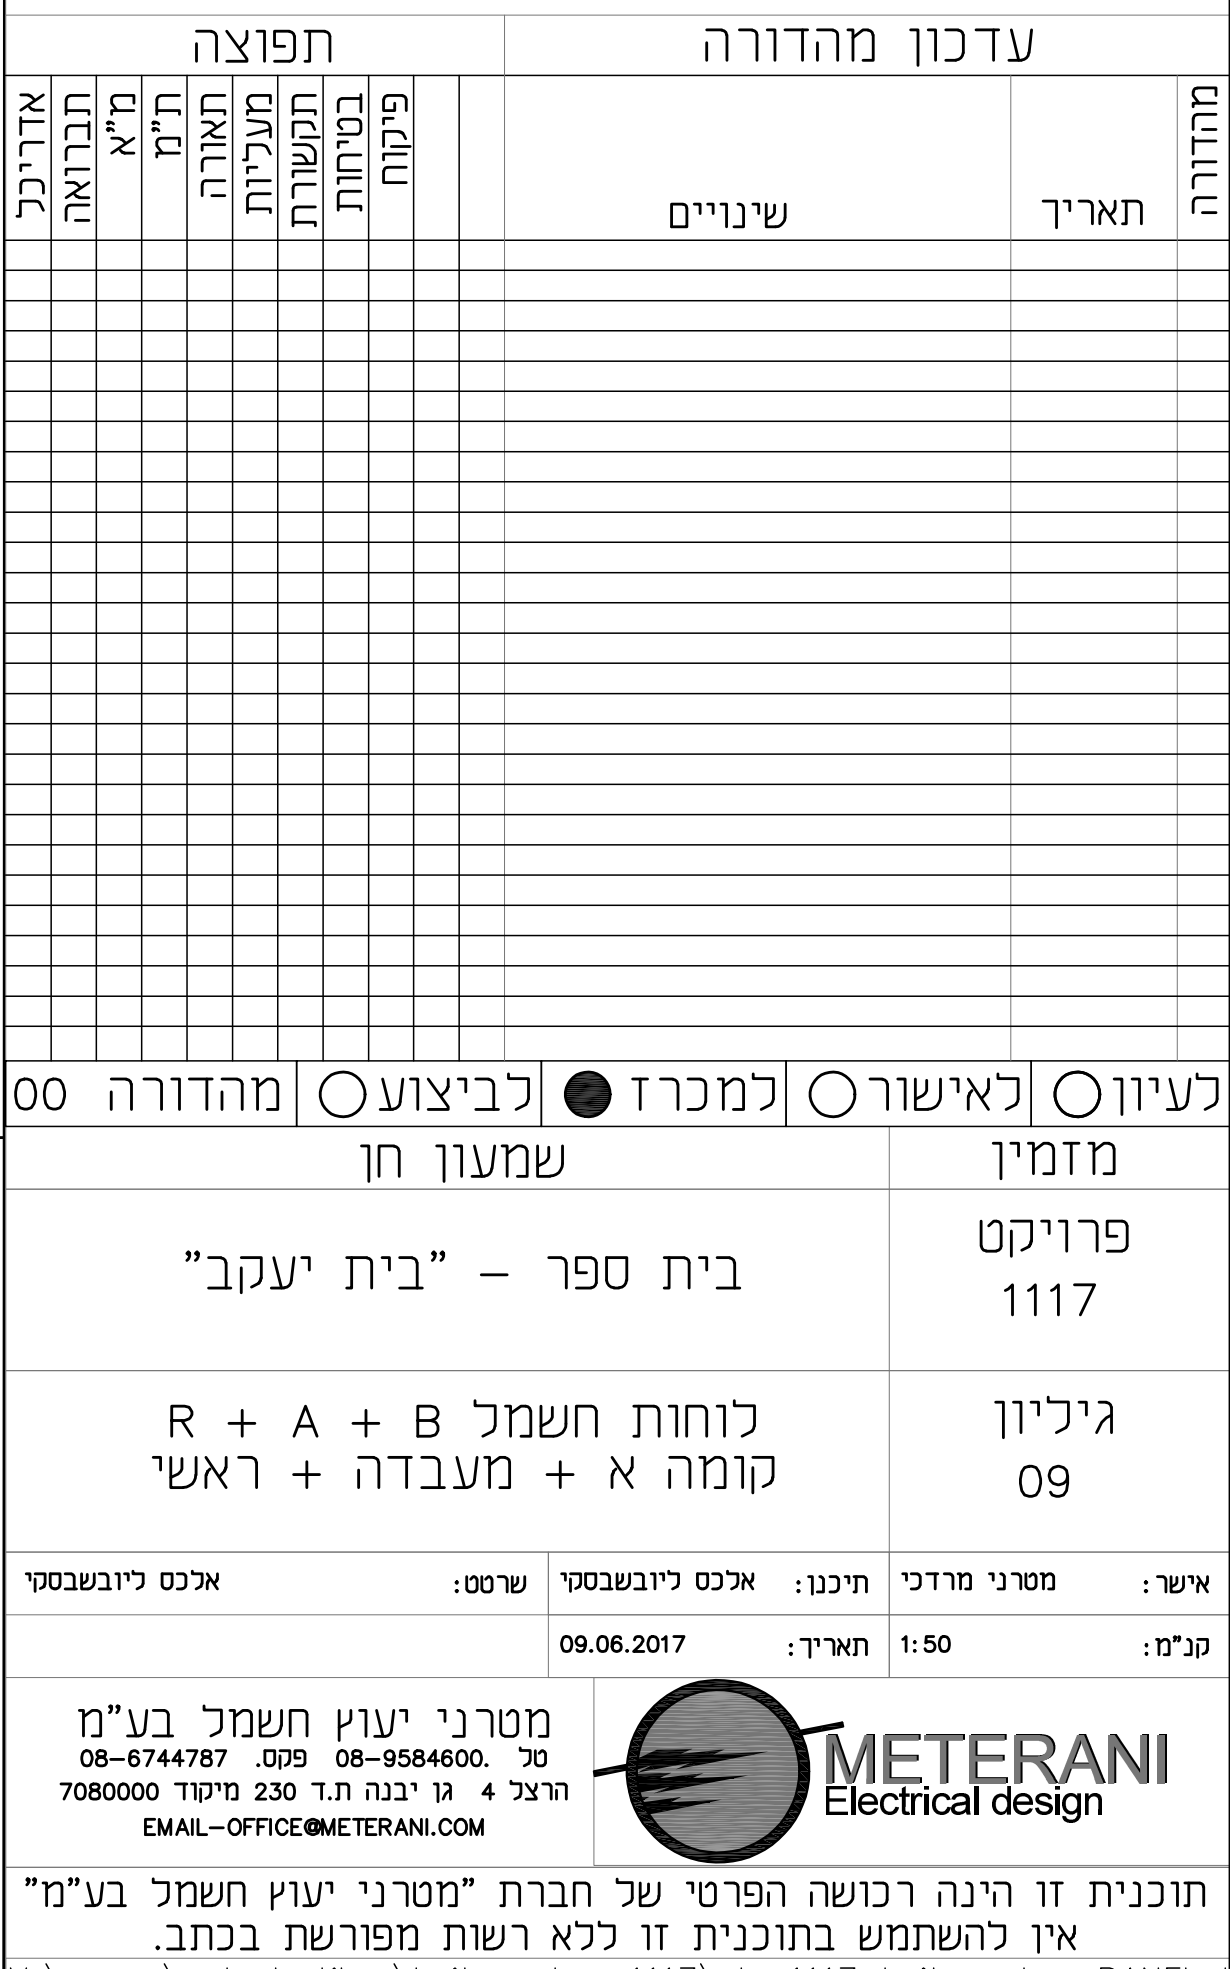 עדכון מהדורה תפוצה
מהדורה תאריך שינויים פיקוח בטיחות תקשורת מעליות תאורה ת"מ מ"א תברואה אדריכל
לעיון לאישור למכרז לביצוע מהדורה 00
מזמין שמעון חן
פרויקט
1117
בית ספר - "בית יעקב"
גיליון
09
לוחות חשמל R + A + B
קומה א + מעבדה + ראשי
אישר: מטרני מרדכי תיכנן: אלכס ליובשבסקי שרטט: אלכס ליובשבסקי
קנ"מ: 1:50 תאריך: 09.06.2017
METERANI
Electrical design
מטרני יעוץ חשמל בע"מ
טל .08-9584600 פקס. 08-6744787
הרצל 4 גן יבנה ת.ד 230 מיקוד 7080000
EMAIL-OFFICE@METERANI.COM
תוכנית זו הינה רכושה הפרטי של חברת "מטרני יעוץ חשמל בע"מ"
אין להשתמש בתוכנית זו ללא רשות מפורשת בכתב.